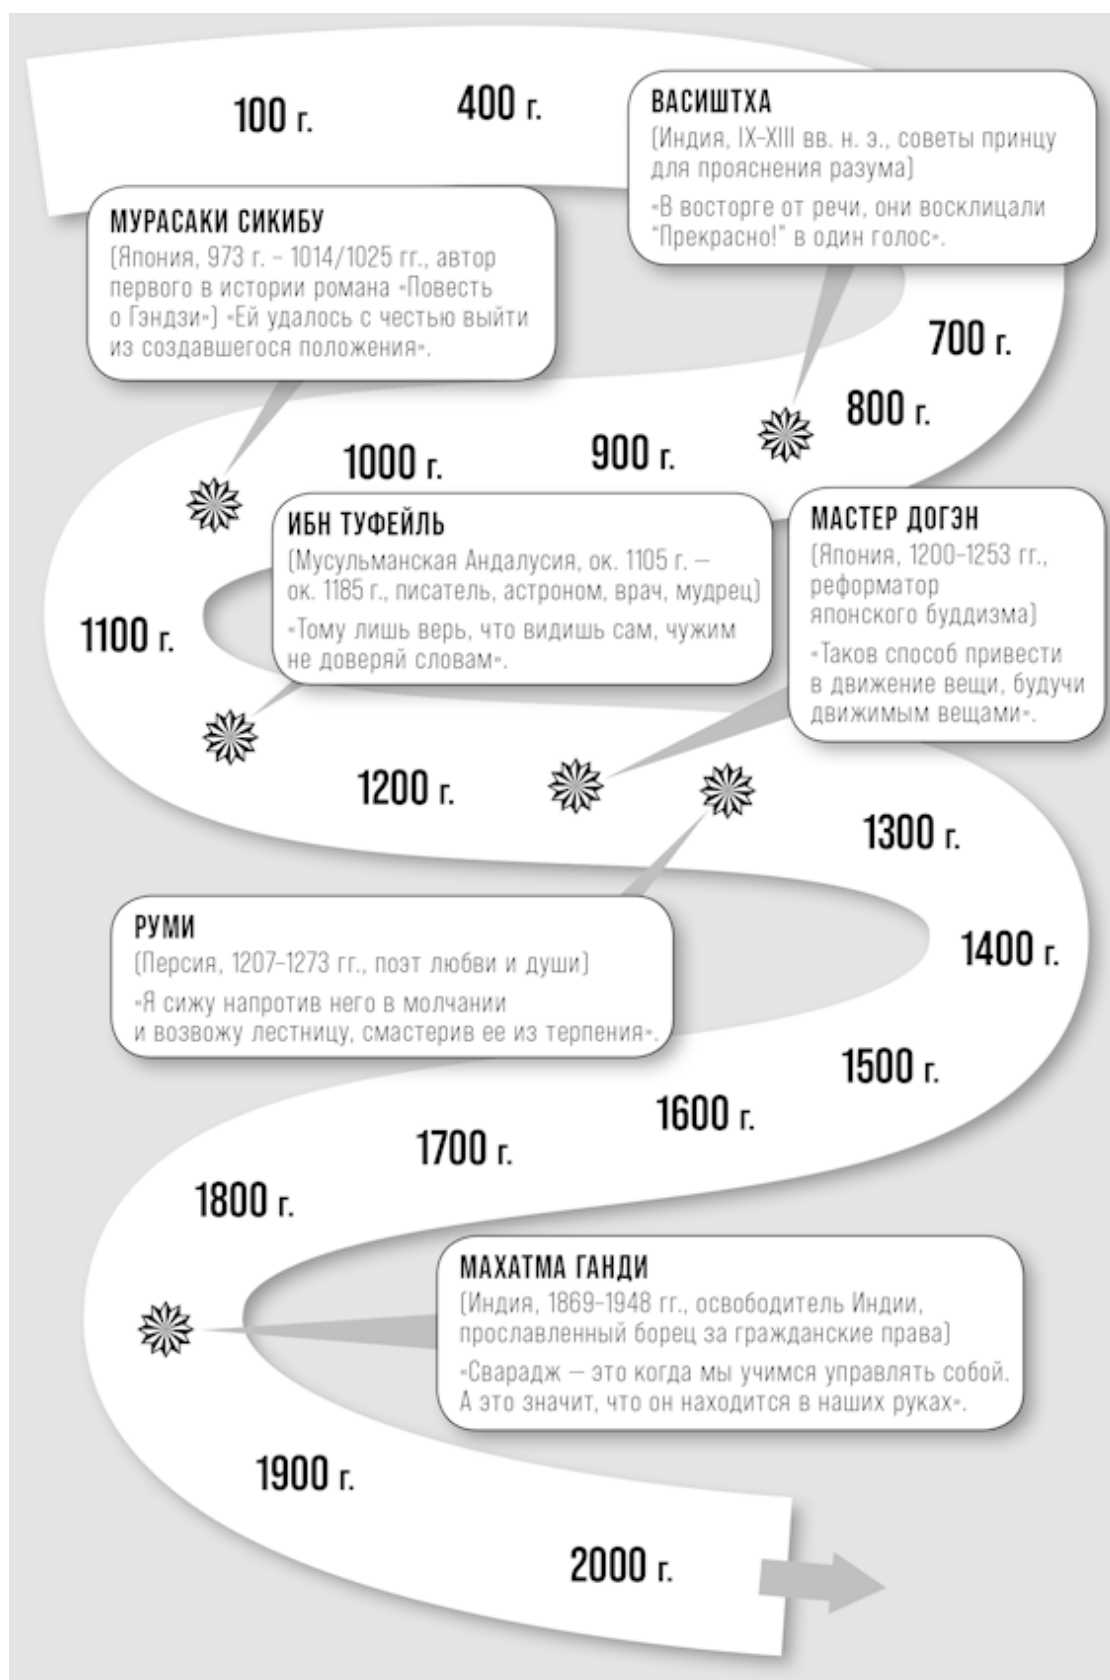 100 г.
400 г.
ВАСИШТХА
(Индия, IX–XIII вв. н. э., советы принцу
для прояснения разума)
«В восторге от речи, они восклицали
“Прекрасно!” в один голос».
МУРАСАКИ СИКИБУ
(Япония, 973 г. – 1014/1025 гг., автор
первого в истории романа «Повесть
о Гэндзи») «Ей удалось с честью выйти
из создавшегося положения».
700 г.
800 г.
900 г.
1000 г.
ИБН ТУФЕЙЛЬ
(Мусульманская Андалусия, ок. 1105 г. —
ок. 1185 г., писатель, астроном, врач, мудрец)
«Тому лишь верь, что видишь сам, чужим
не доверяй словам».
МАСТЕР ДОГЭН
(Япония, 1200–1253 гг.,
реформатор
японского буддизма)
«Таков способ привести
в движение вещи, будучи
движимым вещами».
1100 г.
1200 г.
1300 г.
РУМИ
(Персия, 1207–1273 гг., поэт любви и души)
«Я сижу напротив него в молчании
и возвожу лестницу, смастерив ее из терпения».
1400 г.
1500 г.
1600 г.
1700 г.
1800 г.
МАХАТМА ГАНДИ
(Индия, 1869–1948 гг., освободитель Индии,
прославленный борец за гражданские права)
«Сварадж — это когда мы учимся управлять собой.
А это значит, что он находится в наших руках».
1900 г.
2000 г.